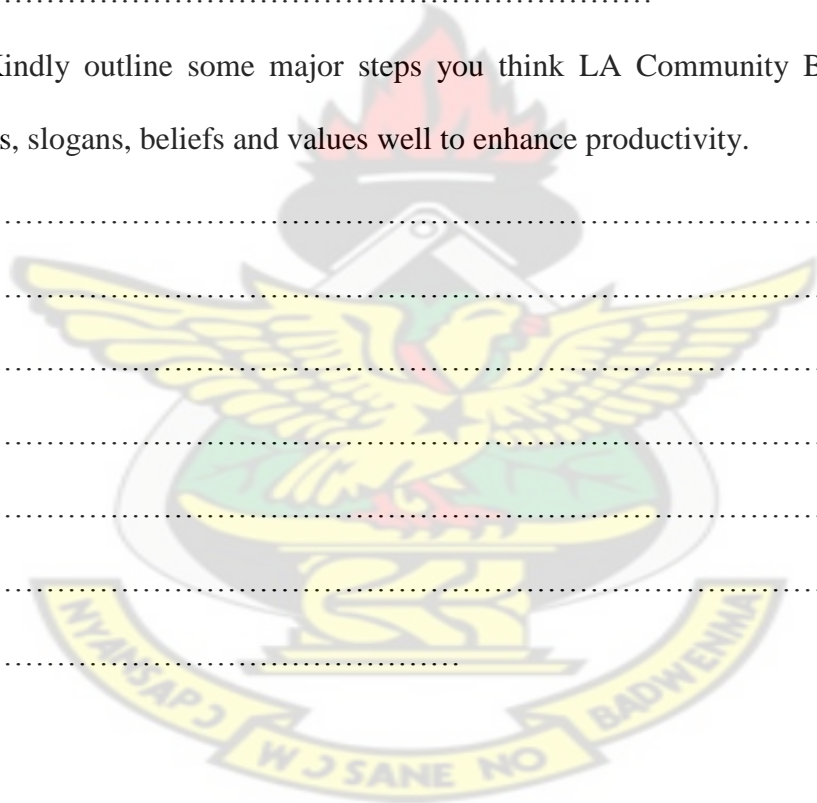 ……………………………………………………………….
Kindly outline some major steps you think LA Community B
s, slogans, beliefs and values well to enhance productivity.
……………………………………………………………………………………
……………………………………………………………………………………
……………………………………………………………………………………
……………………………………………………………………………………
……………………………………………………………………………………
……………………………………………………………………………………
………………………………………………
NYANSAPƆ WƆSANE NO BADWENMA